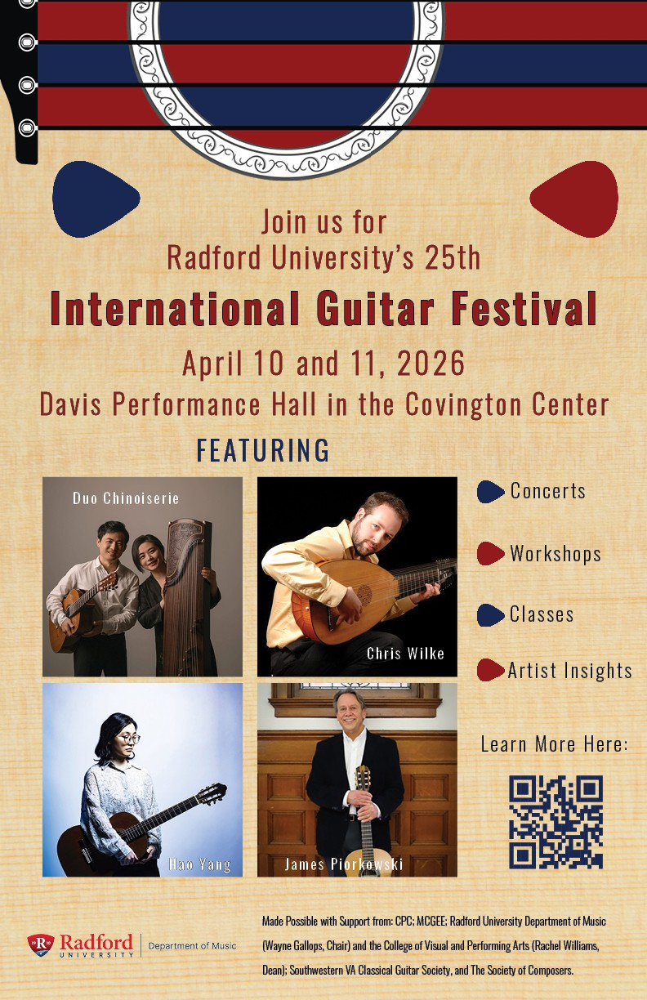 Join us for
Radford University's 25th
International Guitar Festival
April 10 and 11, 2026
Davis Performance Hall in the Covington Center
FEATURING
Duo Chinoiserie
Chris Wilke
Hao Yang
James Piorkowski
Concerts
Workshops
Classes
Artist Insights
Learn More Here:
R
Radford
UNIVERSITY
Department of Music
Made Possible with Support from: CPC; MCGEE; Radford University Department of Music
(Wayne Gallops, Chair) and the College of Visual and Performing Arts (Rachel Williams,
Dean); Southwestern VA Classical Guitar Society, and The Society of Composers.